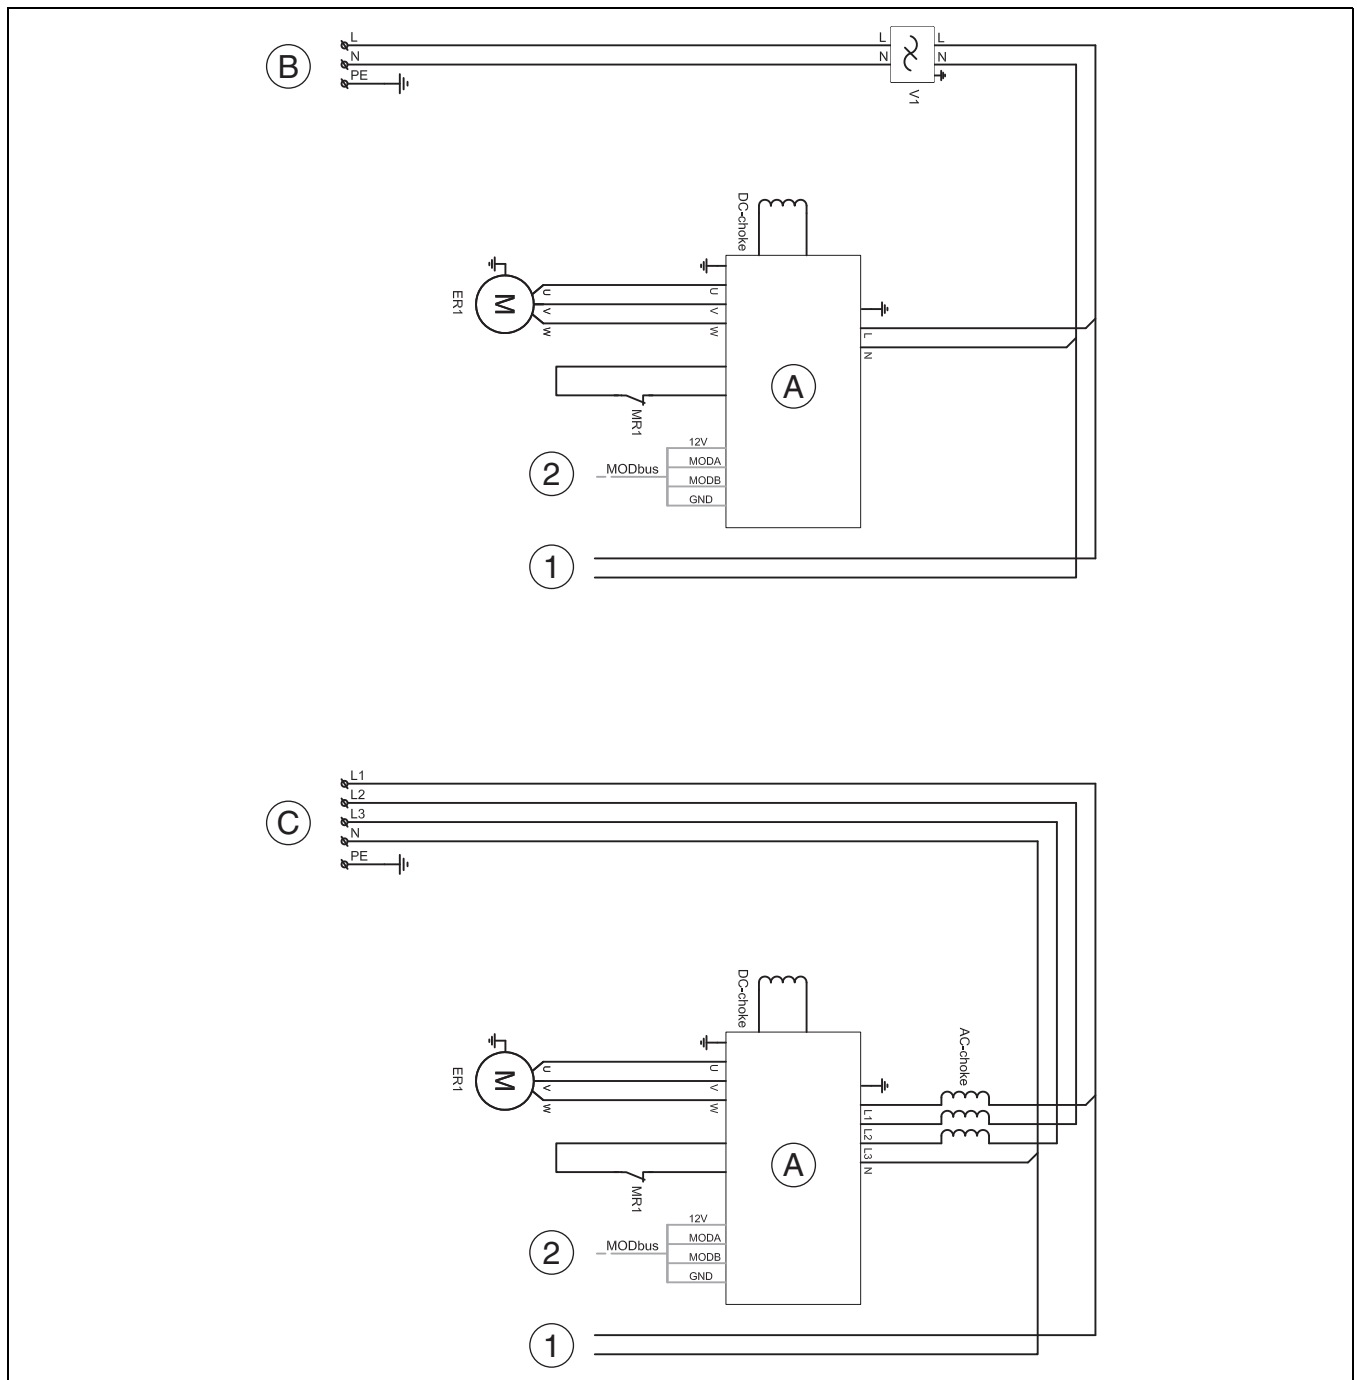 B
L
N
PE
L
N
L
N
V1
DC-choke
ER1
M
U
V
W
U
V
W
L
N
A
MR1
2
MODbus
12V
MODA
MODB
GND
1
C
L1
L2
L3
N
PE
DC-choke
AC-choke
ER1
M
U
V
W
U
V
W
L1
L2
L3
N
A
MR1
2
MODbus
12V
MODA
MODB
GND
1